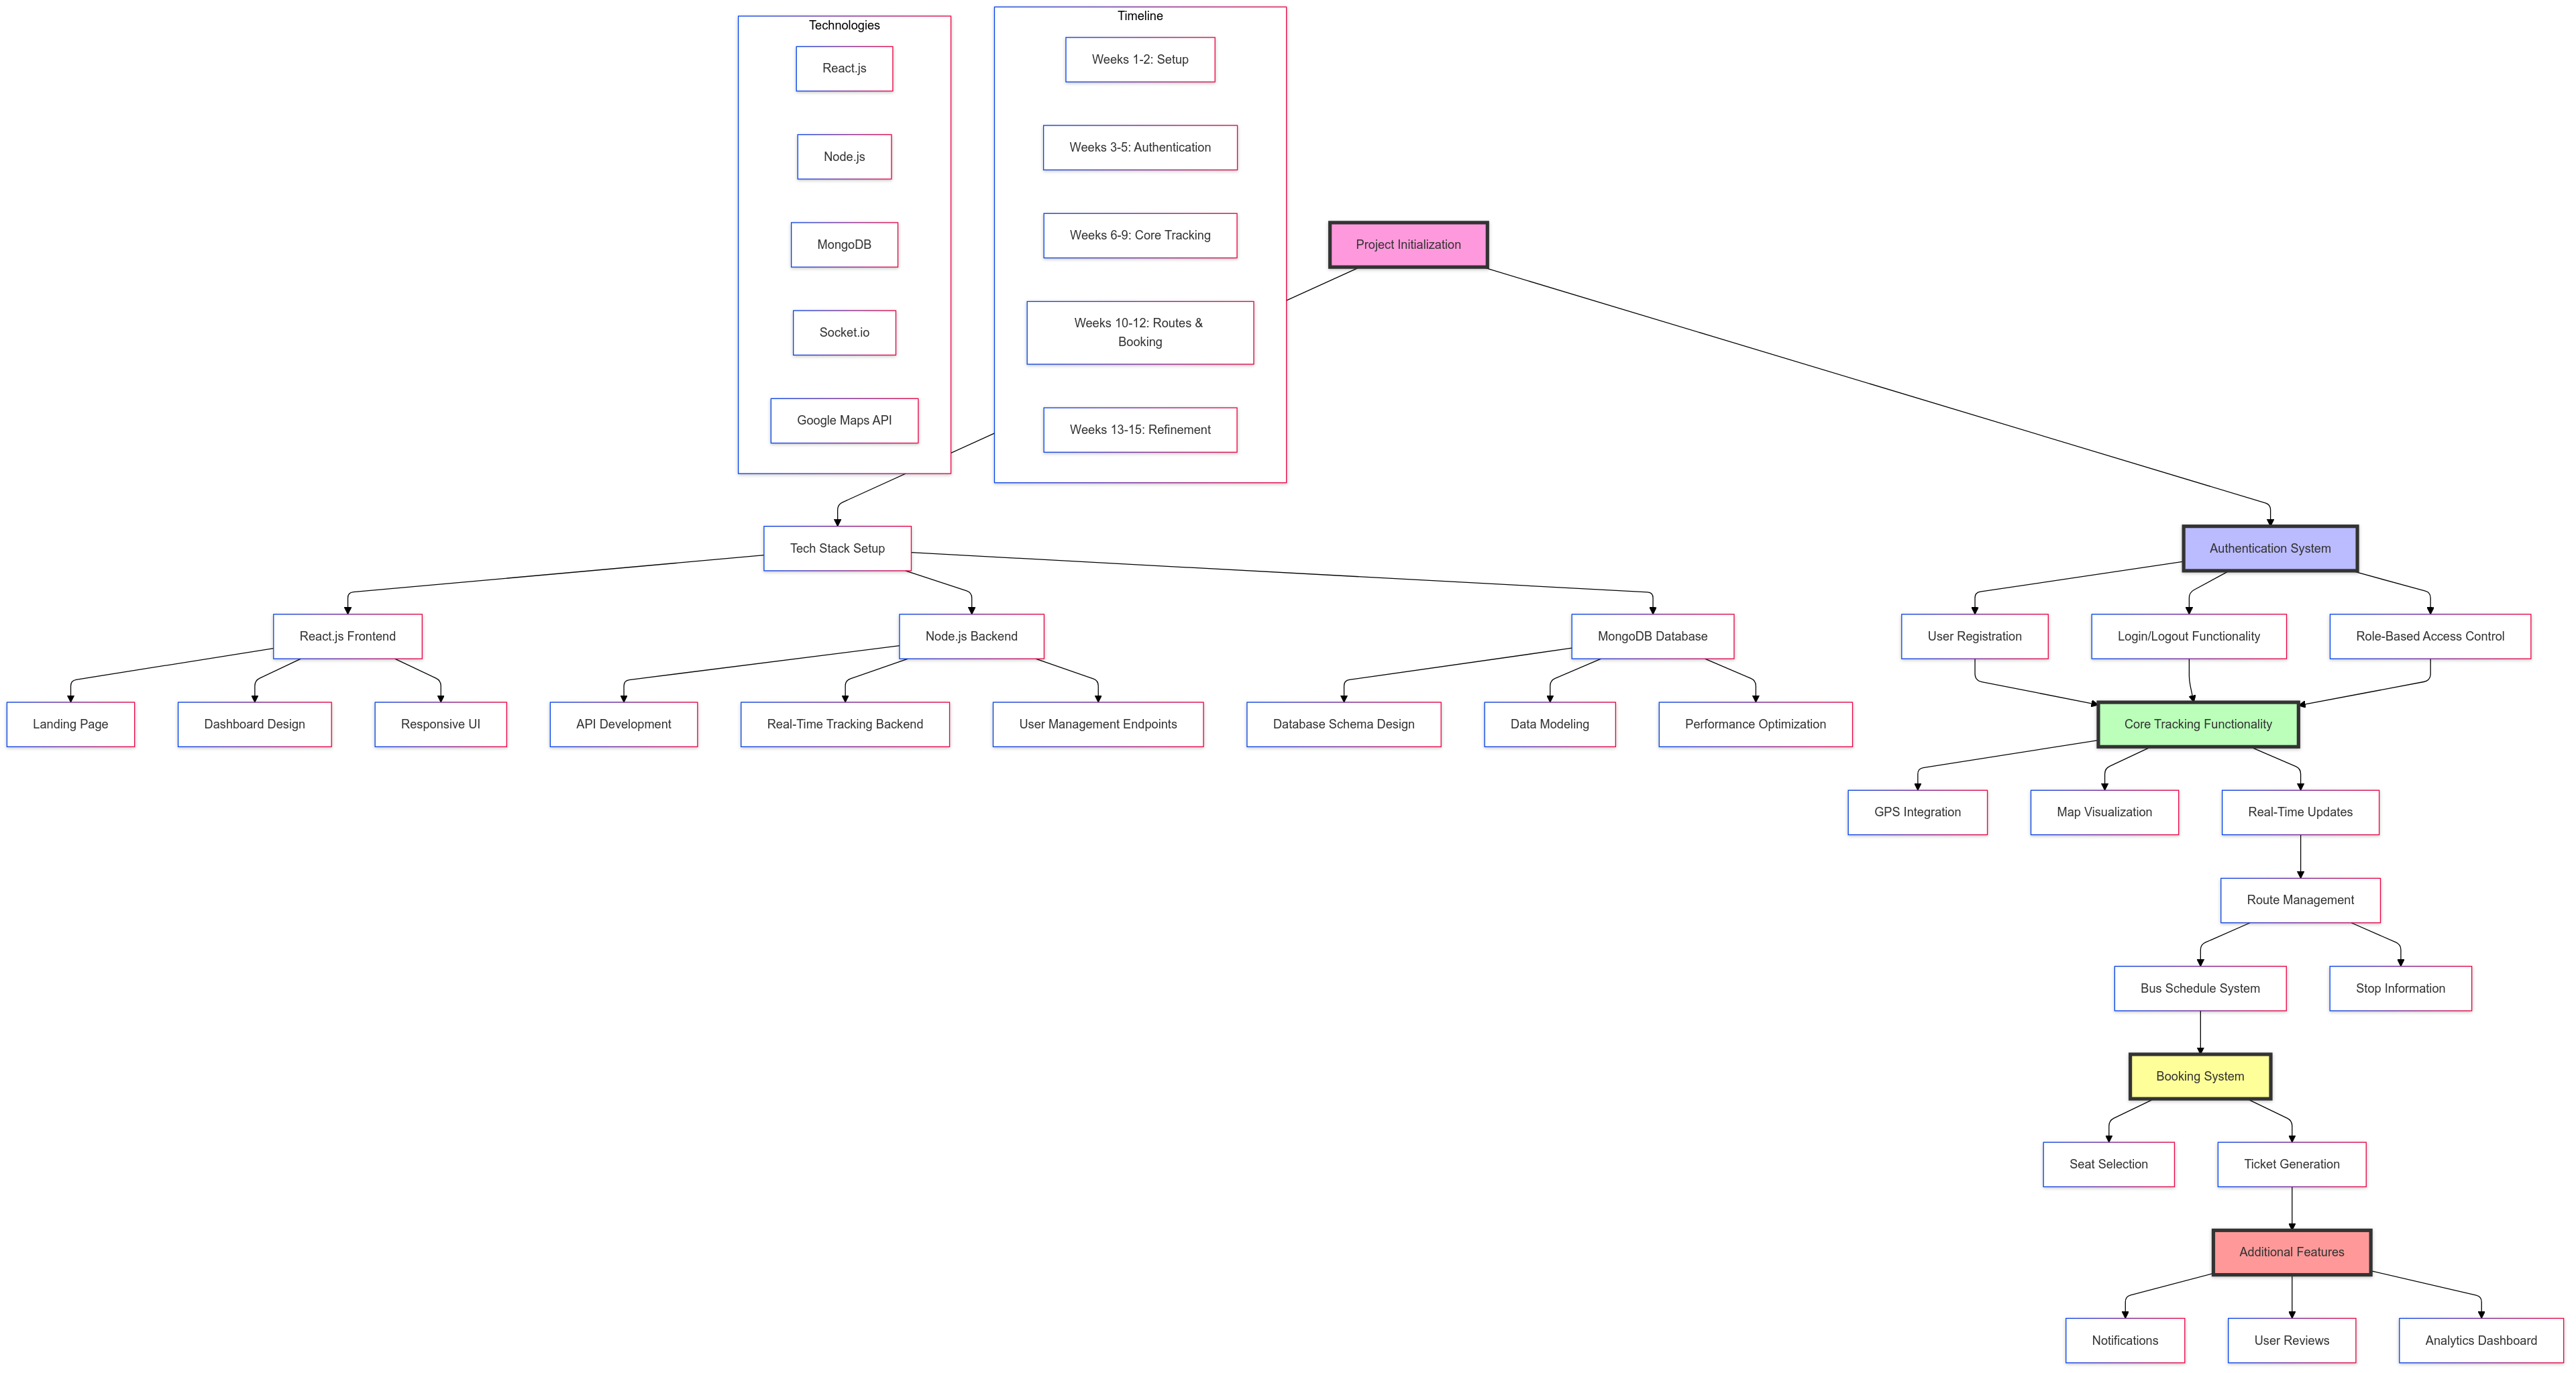 Technologies
React.js
Node.js
MongoDB
Socket.io
Google Maps API
Timeline
Weeks 1-2: Setup
Weeks 3-5: Authentication
Weeks 6-9: Core Tracking
Weeks 10-12: Routes &
Booking
Weeks 13-15: Refinement
Project Initialization
Tech Stack Setup
Authentication System
React.js Frontend
Node.js Backend
MongoDB Database
User Registration
Login/Logout Functionality
Role-Based Access Control
Landing Page
Dashboard Design
Responsive UI
API Development
Real-Time Tracking Backend
User Management Endpoints
Database Schema Design
Data Modeling
Performance Optimization
Core Tracking Functionality
GPS Integration
Map Visualization
Real-Time Updates
Route Management
Bus Schedule System
Stop Information
Booking System
Seat Selection
Ticket Generation
Additional Features
Notifications
User Reviews
Analytics Dashboard